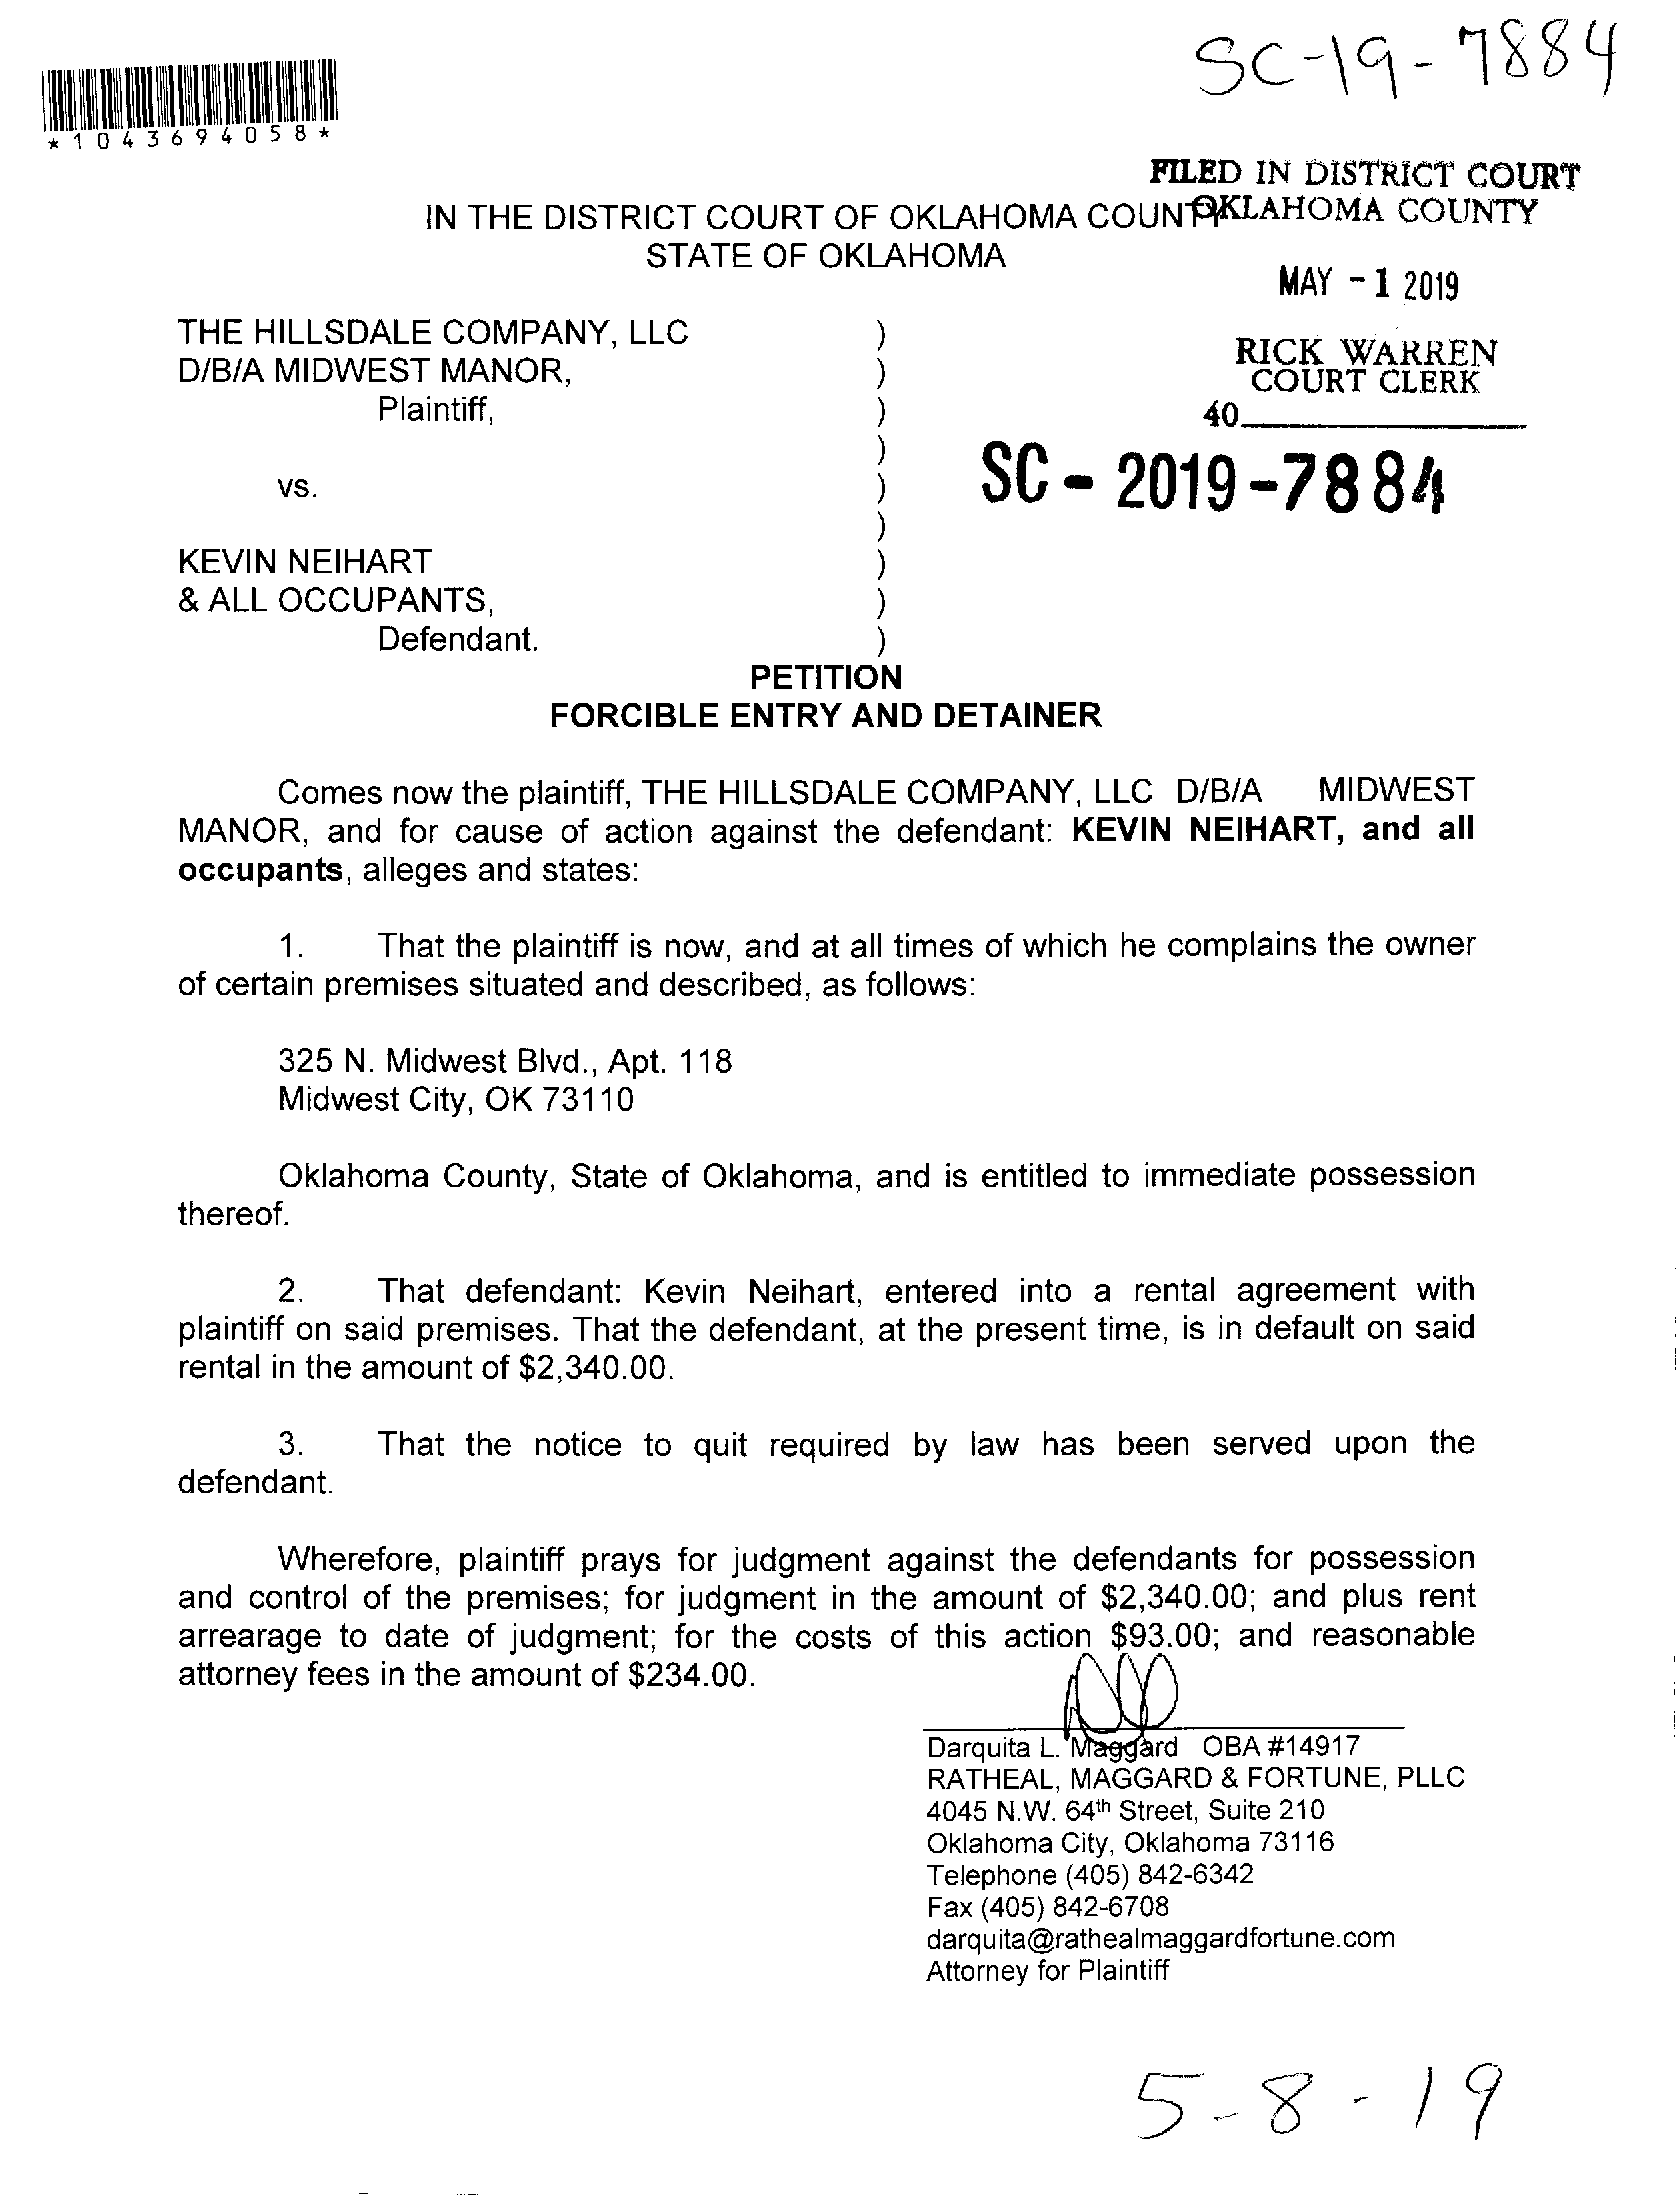 SC-19-7884
*1043694058*
FILED IN DISTRICT COURT
OKLAHOMA COUNTY
IN THE DISTRICT COURT OF OKLAHOMA COUNTY
STATE OF OKLAHOMA
MAY -1 2019
THE HILLSDALE COMPANY, LLC )
D/B/A MIDWEST MANOR, )
Plaintiff, )
)
vs. )
)
KEVIN NEIHART )
& ALL OCCUPANTS, )
Defendant. )
RICK WARREN
COURT CLERK
40
SC - 2019 -7884
PETITION
FORCIBLE ENTRY AND DETAINER
Comes now the plaintiff, THE HILLSDALE COMPANY, LLC D/B/A MIDWEST
MANOR, and for cause of action against the defendant: KEVIN NEIHART, and all
occupants, alleges and states:
1. That the plaintiff is now, and at all times of which he complains the owner
of certain premises situated and described, as follows:
325 N. Midwest Blvd., Apt. 118
Midwest City, OK 73110
Oklahoma County, State of Oklahoma, and is entitled to immediate possession
thereof.
2. That defendant: Kevin Neihart, entered into a rental agreement with
plaintiff on said premises. That the defendant, at the present time, is in default on said
rental in the amount of $2,340.00.
3. That the notice to quit required by law has been served upon the
defendant.
Wherefore, plaintiff prays for judgment against the defendants for possession
and control of the premises; for judgment in the amount of $2,340.00; and plus rent
arrearage to date of judgment; for the costs of this action $93.00; and reasonable
attorney fees in the amount of $234.00.
Darquita L. Maggard OBA #14917
RATHEAL, MAGGARD & FORTUNE, PLLC
4045 N.W. 64th Street, Suite 210
Oklahoma City, Oklahoma 73116
Telephone (405) 842-6342
Fax (405) 842-6708
darquita@rathealmaggardfortune.com
Attorney for Plaintiff
5-8-19